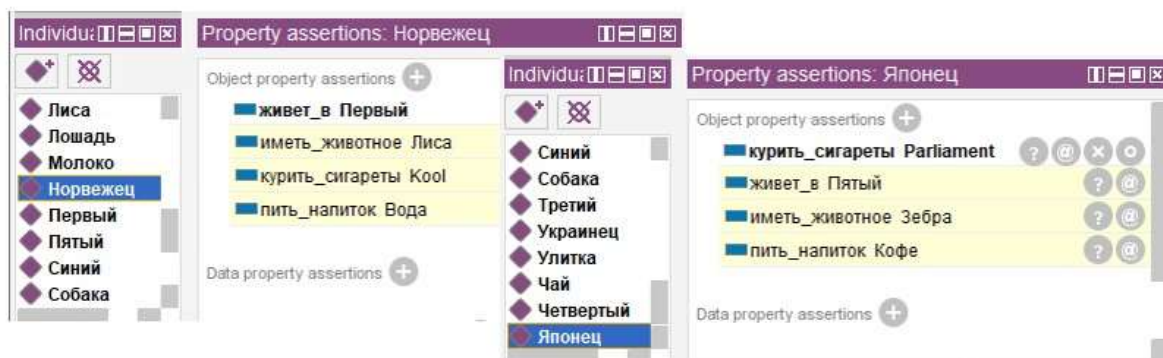 Individu:
Property assertions: Норвежец
Object property assertions
Лиса
Лошадь
Молоко
Норвежец
Первый
Пятый
Синий
Собака
живет_в Первый
иметь_животное Лиса
курить_сигареты Kool
пить_напиток Вода
Data property assertions
Individu:
Property assertions: Японец
Синий
Собака
Третий
Украинец
Улитка
Чай
Четвертый
Японец
Object property assertions
курить_сигареты Parliament
живет_в Пятый
иметь_животное Зебра
пить_напиток Кофе
Data property assertions